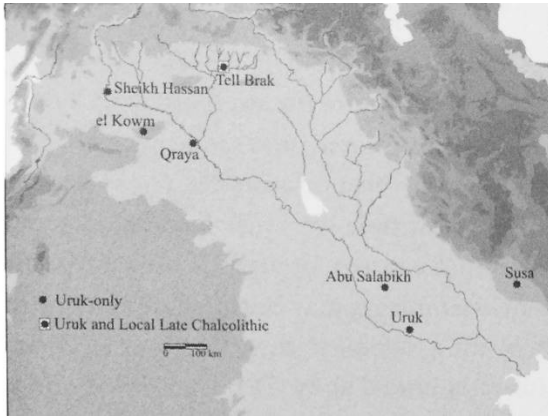 Tell Brak
Sheikh Hassan
el Kowm
Qraya
Abu Salabikh
Susa
Uruk
Uruk-only
Uruk and Local Late Chalcolithic
100 km